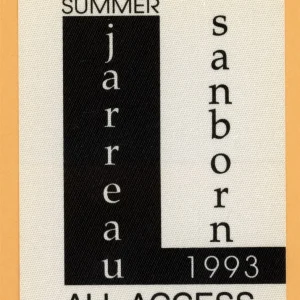 SUMMER
jarreau
sanborn
1993
ALL ACCESS